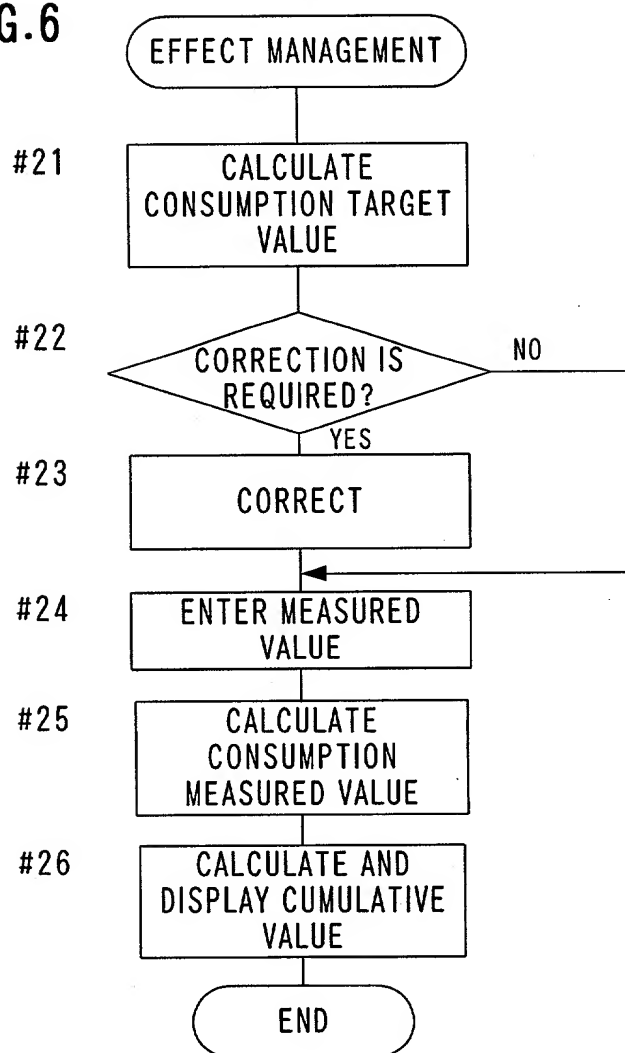 G.6
EFFECT MANAGEMENT
#21
CALCULATE
CONSUMPTION TARGET
VALUE
#22
CORRECTION IS
REQUIRED?
NO
YES
#23
CORRECT
#24
ENTER MEASURED
VALUE
#25
CALCULATE
CONSUMPTION
MEASURED VALUE
#26
CALCULATE AND
DISPLAY CUMULATIVE
VALUE
END